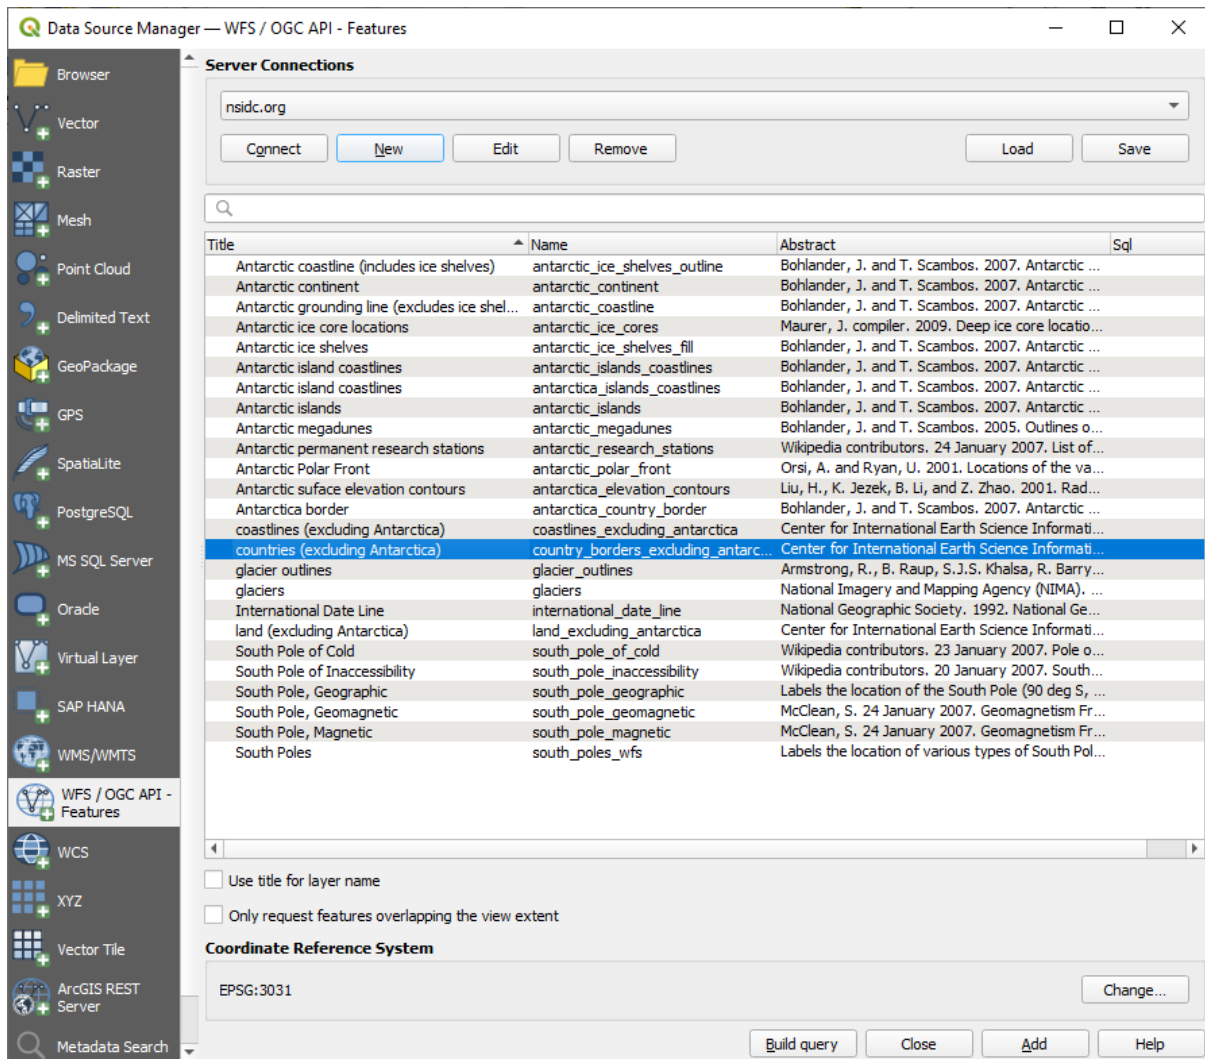 Data Source Manager — WFS / OGC API - Features
Browser
Vector
Raster
Mesh
Point Cloud
Delimited Text
GeoPackage
GPS
SpatiaLite
PostgreSQL
MS SQL Server
Oracle
Virtual Layer
SAP HANA
WMS/WMTS
WFS / OGC API -
Features
WCS
XYZ
Vector Tile
ArcGIS REST
Server
Metadata Search
Server Connections
nsidc.org
Connect New Edit Remove Load Save
Title Name Abstract Sql
Antarctic coastline (includes ice shelves) antarctic_ice_shelves_outline Bohlander, J. and T. Scambos. 2007. Antarctic ...
Antarctic continent antarctic_continent Bohlander, J. and T. Scambos. 2007. Antarctic ...
Antarctic grounding line (excludes ice shel... antarctic_coastline Bohlander, J. and T. Scambos. 2007. Antarctic ...
Antarctic ice core locations antarctic_ice_cores Maurer, J. compiler. 2009. Deep ice core locatio...
Antarctic ice shelves antarctic_ice_shelves_fill Bohlander, J. and T. Scambos. 2007. Antarctic ...
Antarctic island coastlines antarctic_islands_coastlines Bohlander, J. and T. Scambos. 2007. Antarctic ...
Antarctic island coastlines antarctica_islands_coastlines Bohlander, J. and T. Scambos. 2007. Antarctic ...
Antarctic islands antarctic_islands Bohlander, J. and T. Scambos. 2007. Antarctic ...
Antarctic megadunes antarctic_megadunes Bohlander, J. and T. Scambos. 2005. Outlines o...
Antarctic permanent research stations antarctic_research_stations Wikipedia contributors. 24 January 2007. List of...
Antarctic Polar Front antarctic_polar_front Orsi, A. and Ryan, U. 2001. Locations of the va...
Antarctic suface elevation contours antarctica_elevation_contours Liu, H., K. Jezek, B. Li, and Z. Zhao. 2001. Rad...
Antarctica border antarctica_country_border Bohlander, J. and T. Scambos. 2007. Antarctic ...
coastlines (excluding Antarctica) coastlines_excluding_antarctica Center for International Earth Science Informati...
countries (excluding Antarctica) country_borders_excluding_antarc... Center for International Earth Science Informati...
glacier outlines glacier_outlines Armstrong, R., B. Raup, S.J.S. Khalsa, R. Barry...
glaciers glaciers National Imagery and Mapping Agency (NIMA). ...
International Date Line international_date_line National Geographic Society. 1992. National Ge...
land (excluding Antarctica) land_excluding_antarctica Center for International Earth Science Informati...
South Pole of Cold south_pole_of_cold Wikipedia contributors. 23 January 2007. Pole o...
South Pole of Inaccessibility south_pole_inaccessibility Wikipedia contributors. 20 January 2007. South...
South Pole, Geographic south_pole_geographic Labels the location of the South Pole (90 deg S, ...
South Pole, Geomagnetic south_pole_geomagnetic McClean, S. 24 January 2007. Geomagnetism Fr...
South Pole, Magnetic south_pole_magnetic McClean, S. 24 January 2007. Geomagnetism Fr...
South Poles south_poles_wfs Labels the location of various types of South Pol...
Use title for layer name
Only request features overlapping the view extent
Coordinate Reference System
EPSG:3031 Change...
Build query Close Add Help